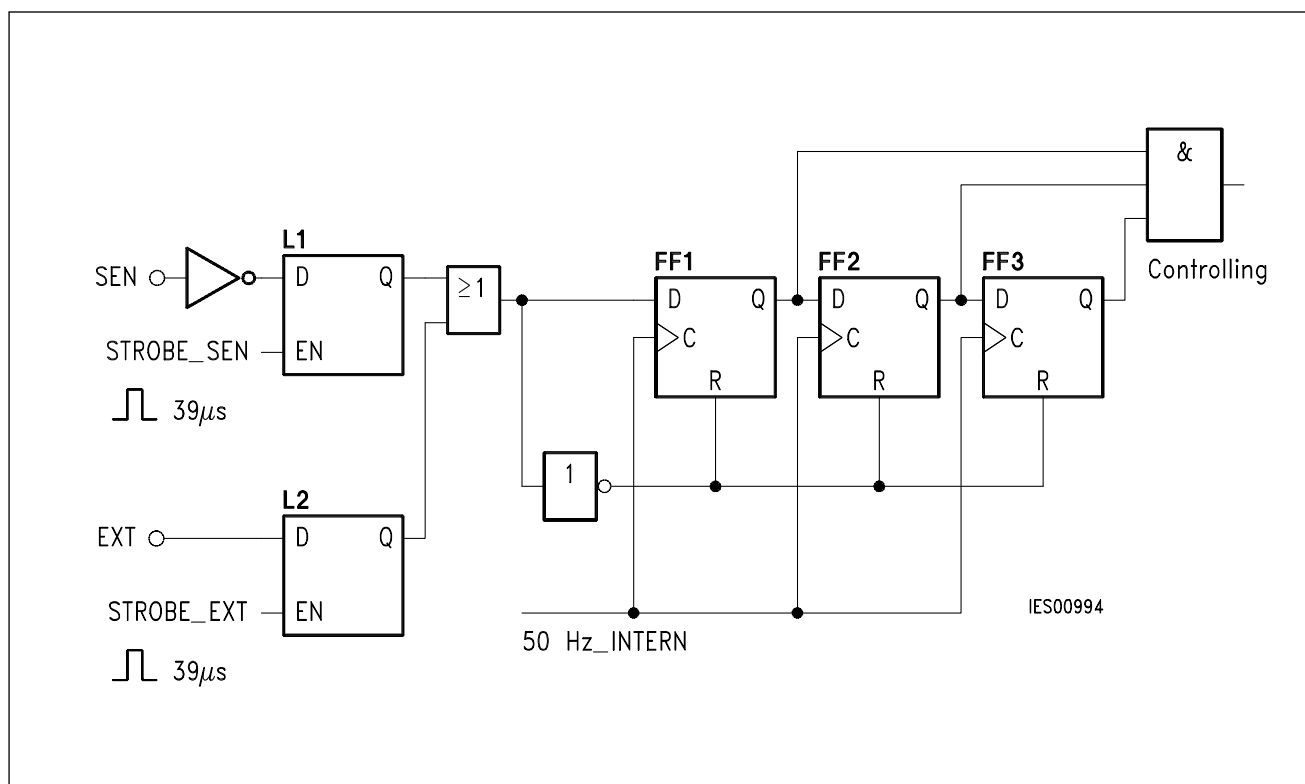 &
Controlling
L1
SEN
D Q
STROBE_SEN
EN
39μs
≥1
FF1
D Q
C
R
FF2
D Q
C
R
FF3
D Q
C
R
1
L2
EXT
D Q
STROBE_EXT
EN
39μs
50 Hz_INTERN
IES00994